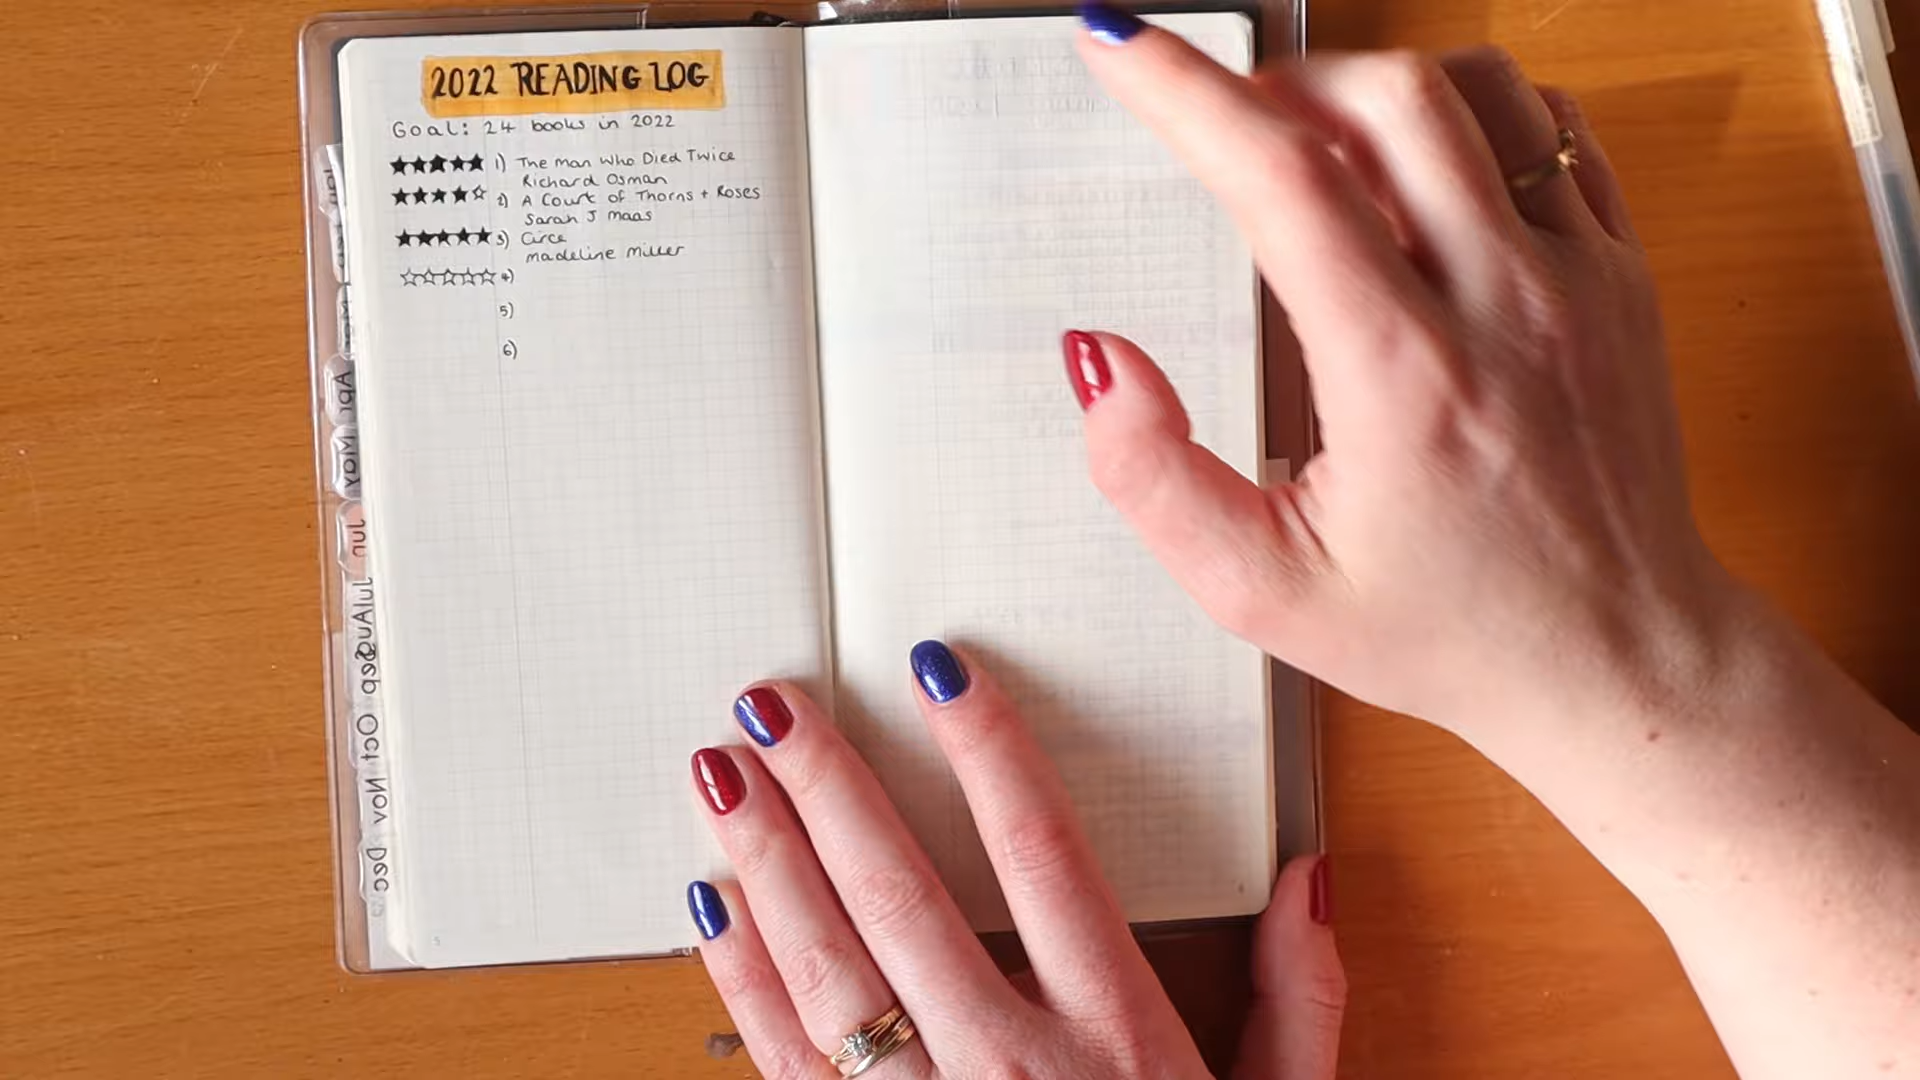 2022 READING LOG
Goal: 24 books in 2022
★★★★★ 1) The Man Who Died Twice
Richard Osman
★★★★☆ 2) A Court of Thorns + Roses
Sarah J Maas
★★★★★ 3) Circe
Madeline Miller
☆☆☆☆☆ 4)
5)
6)
Apr
May
Jun
Jul
Aug
Sep
Oct
Nov
Dec
5